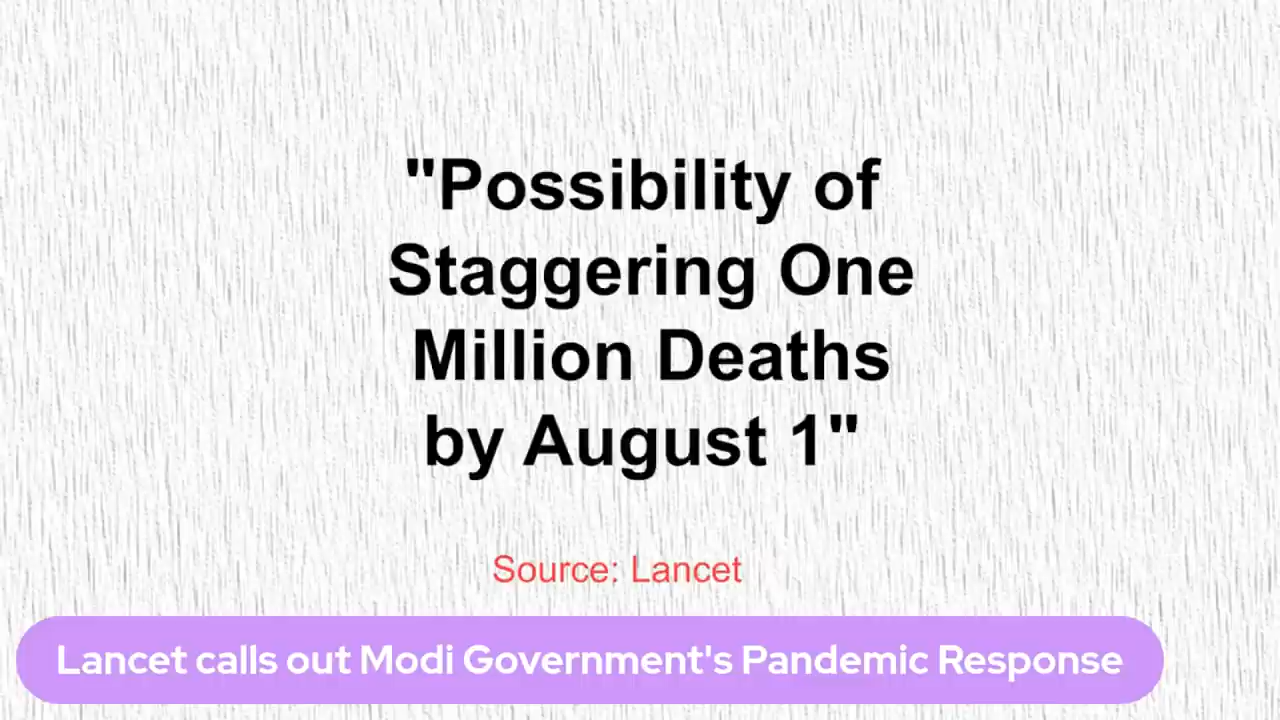 "Possibility of
Staggering One
Million Deaths
by August 1"
Source: Lancet
Lancet calls out Modi Government's Pandemic Response